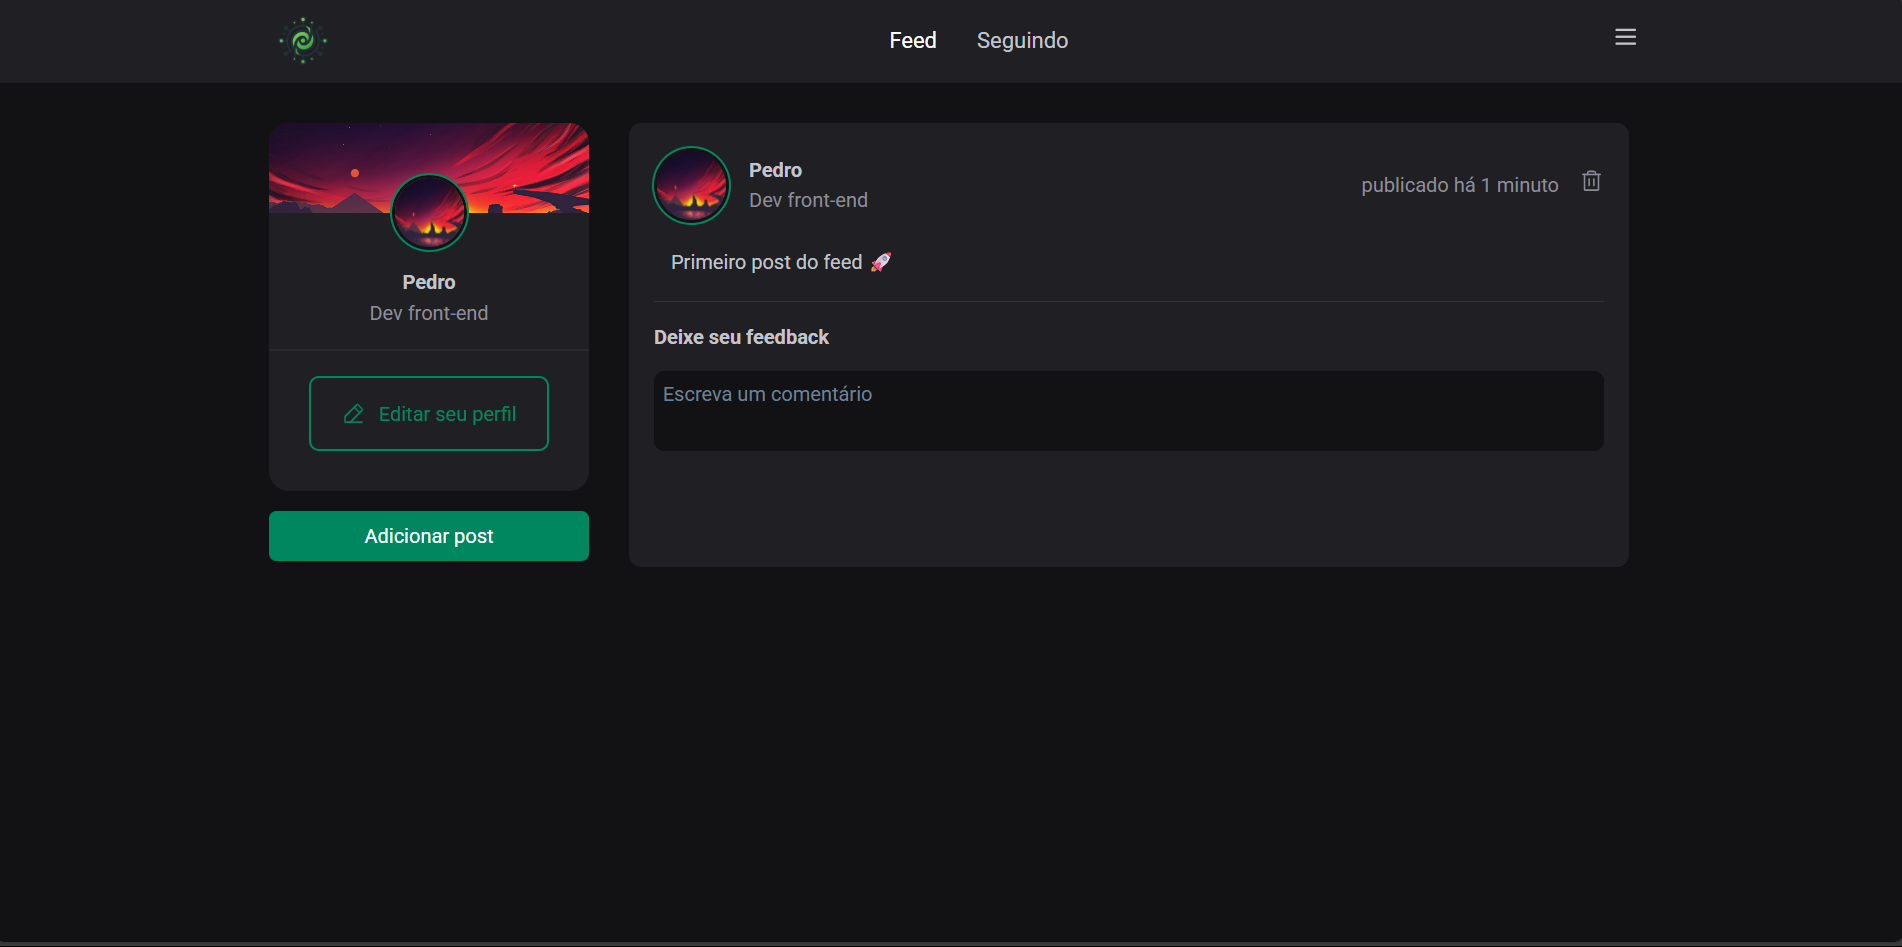 Feed Seguindo
Pedro
Dev front-end
Editar seu perfil
Adicionar post
Pedro
Dev front-end
publicado há 1 minuto
Primeiro post do feed 🚀
Deixe seu feedback
Escreva um comentário